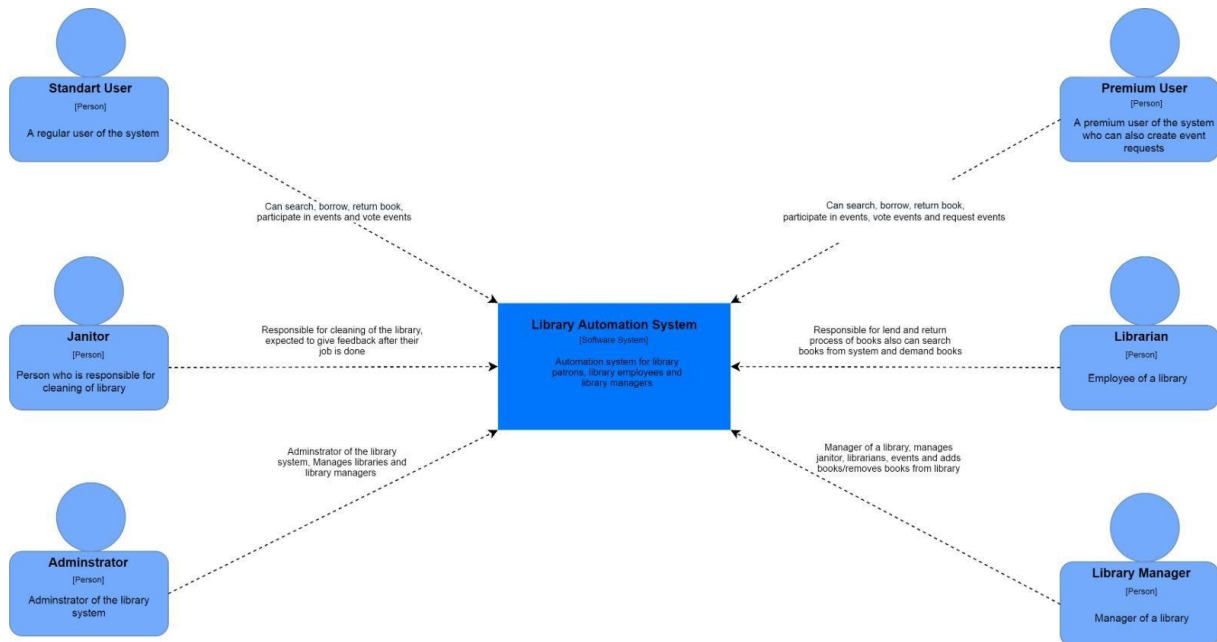 Standart User
[Person]
A regular user of the system
Premium User
[Person]
A premium user of the system
who can also create event
requests
Can search, borrow, return book,
participate in events and vote events
Can search, borrow, return book,
participate in events, vote events and request events
Janitor
[Person]
Person who is responsible for
cleaning of library
Responsible for cleaning of the library,
expected to give feedback after their
job is done
Library Automation System
[Software System]
Automation system for library
patrons, library employees and
library managers
Responsible for lend and return
process of books also can search
books from system and demand books
Librarian
[Person]
Employee of a library
Adminstrator of the library
system, Manages libraries and
library managers
Manager of a library, manages
janitor, librarians, events and adds
books/removes books from library
Adminstrator
[Person]
Adminstrator of the library
system
Library Manager
[Person]
Manager of a library